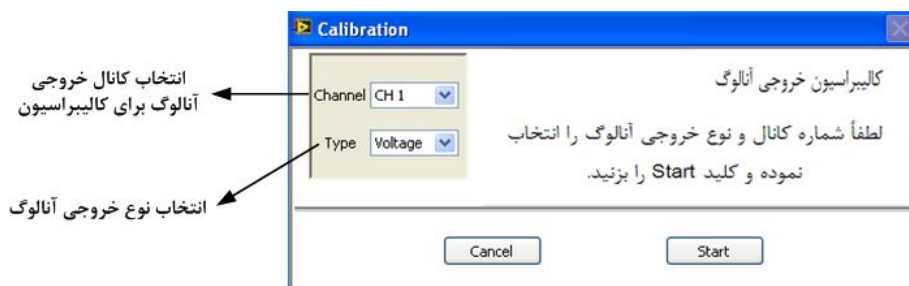 Calibration
انتخاب کانال خروجی
آنالوگ برای کالیبراسیون
Channel CH 1
Type Voltage
انتخاب نوع خروجی آنالوگ
کالیبراسیون خروجی آنالوگ
لطفاً شماره کانال و نوع خروجی آنالوگ را انتخاب
نموده و کلید Start را بزنید.
Cancel
Start